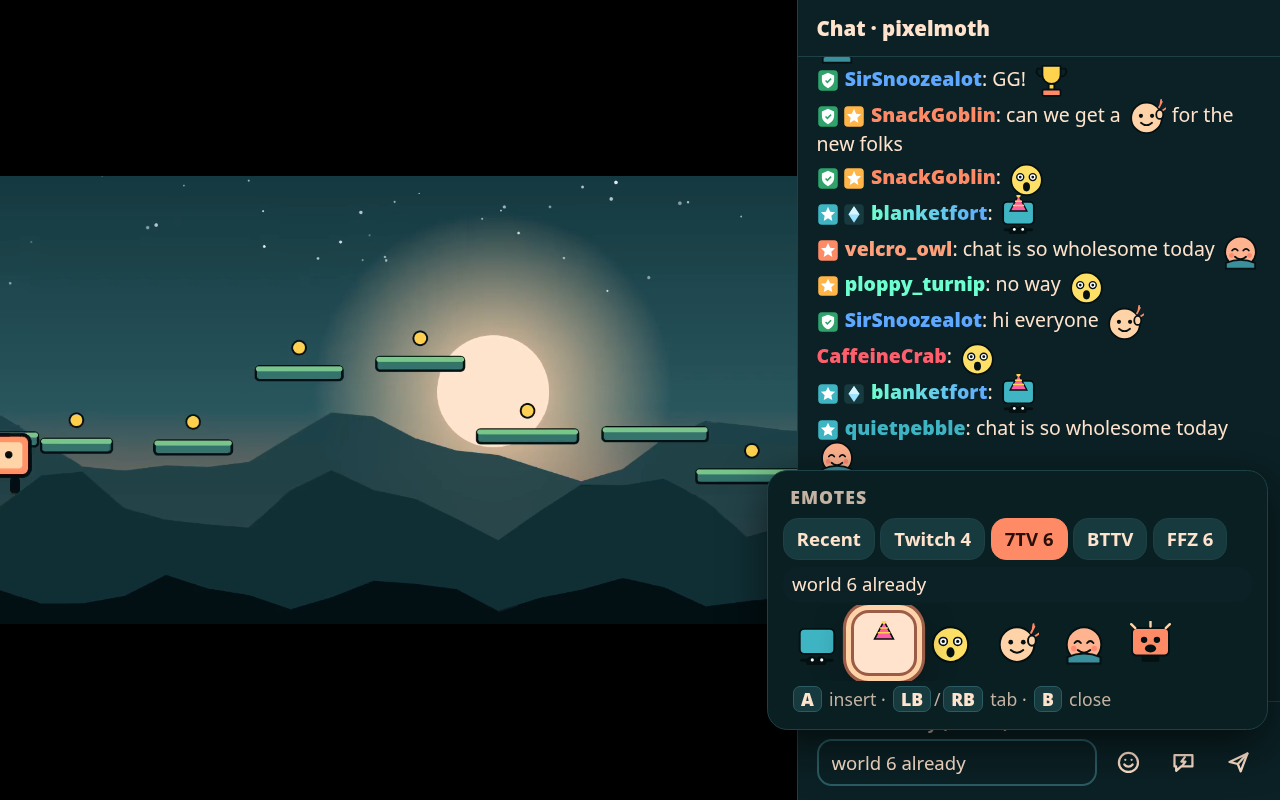 Chat · pixelmoth
SirSnoozealot: GG!
SnackGoblin: can we get a for the
new folks
SnackGoblin:
blanketfort:
velcro_owl: chat is so wholesome today
ploppy_turnip: no way
SirSnoozealot: hi everyone
CaffeineCrab:
blanketfort:
quietpebble: chat is so wholesome today
EMOTES
Recent Twitch 4 7TV 6 BTTV FFZ 6
world 6 already
A insert · LB / RB tab · B close
world 6 already